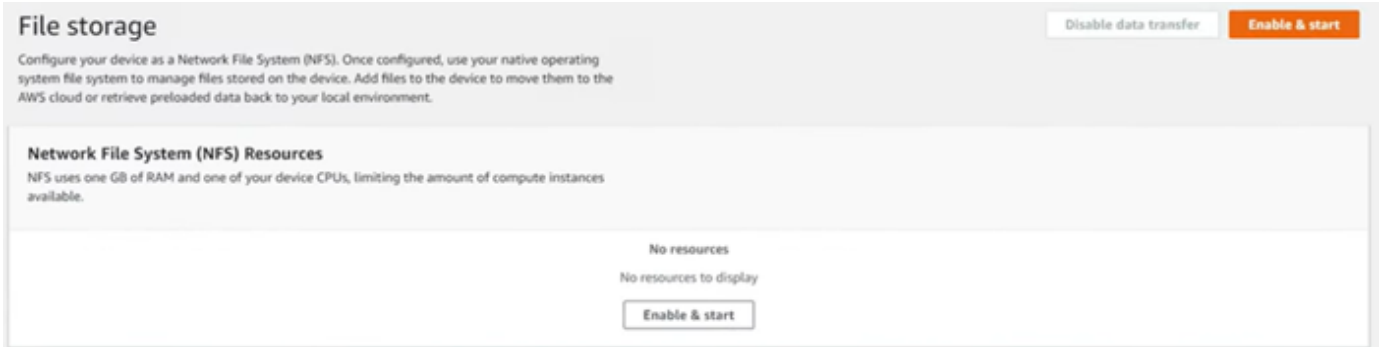 File storage
Disable data transfer
Enable & start
Configure your device as a Network File System (NFS). Once configured, use your native operating
system file system to manage files stored on the device. Add files to the device to move them to the
AWS cloud or retrieve preloaded data back to your local environment.
Network File System (NFS) Resources
NFS uses one GB of RAM and one of your device CPUs, limiting the amount of compute instances
available.
No resources
No resources to display
Enable & start